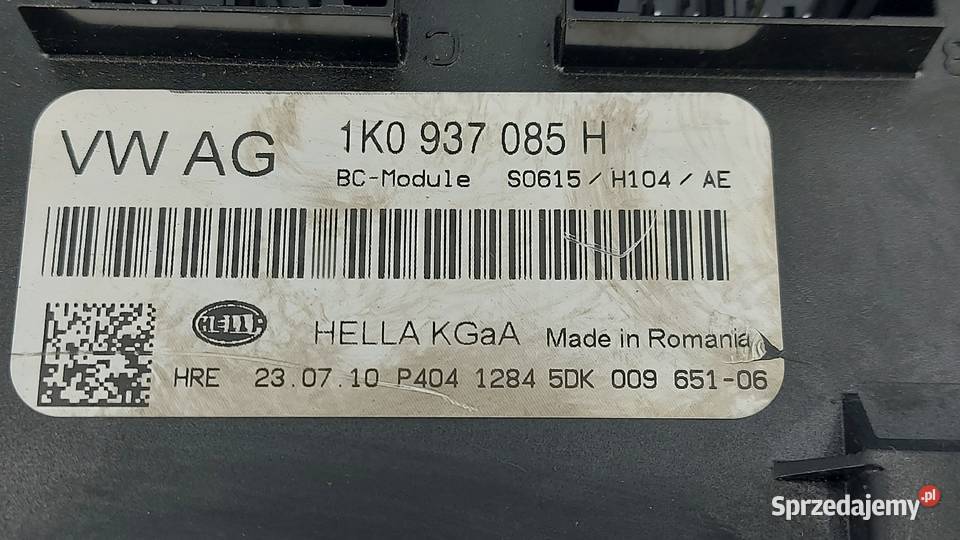 C
VW AG
1K0 937 085 H
BC-Module S0615 / H104 / AE
HELLA
HELLA KGaA Made in Romania
HRE 23.07.10 P404 1284 5DK 009 651-06
Sprzedajemy.pl